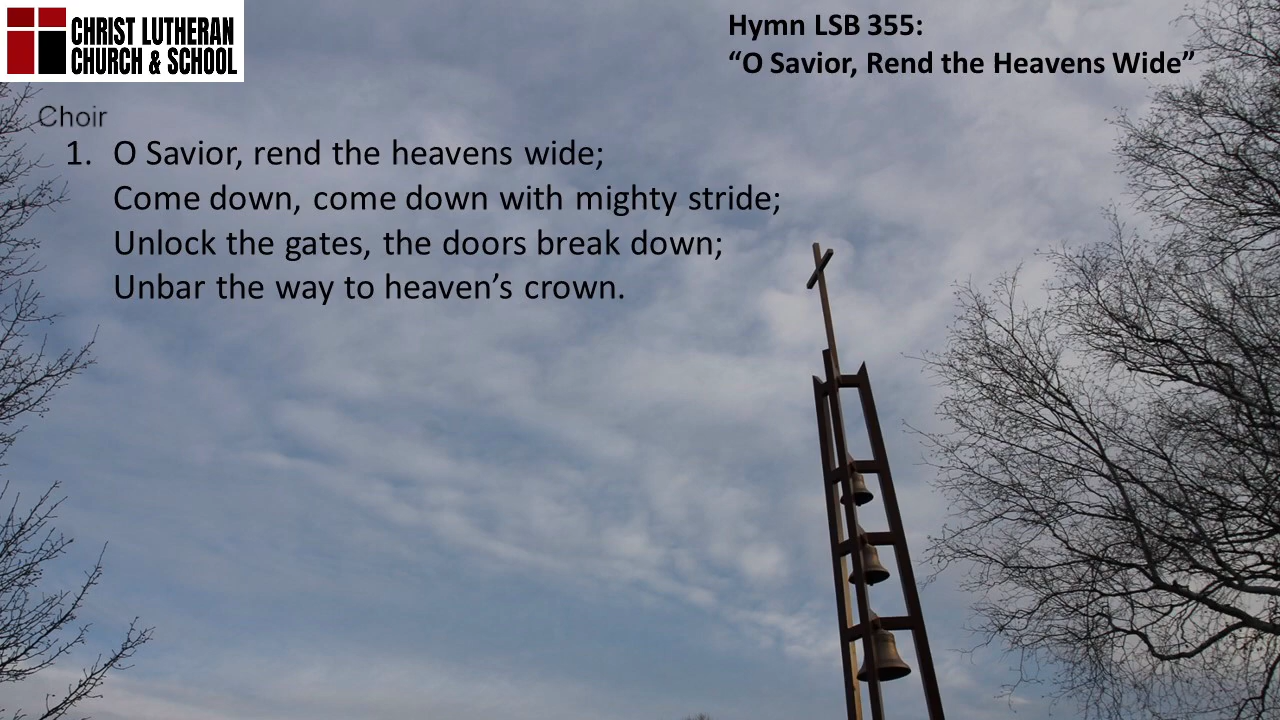 CHRIST LUTHERAN
CHURCH & SCHOOL
Hymn LSB 355:
“O Savior, Rend the Heavens Wide”
Choir
1. O Savior, rend the heavens wide;
Come down, come down with mighty stride;
Unlock the gates, the doors break down;
Unbar the way to heaven’s crown.